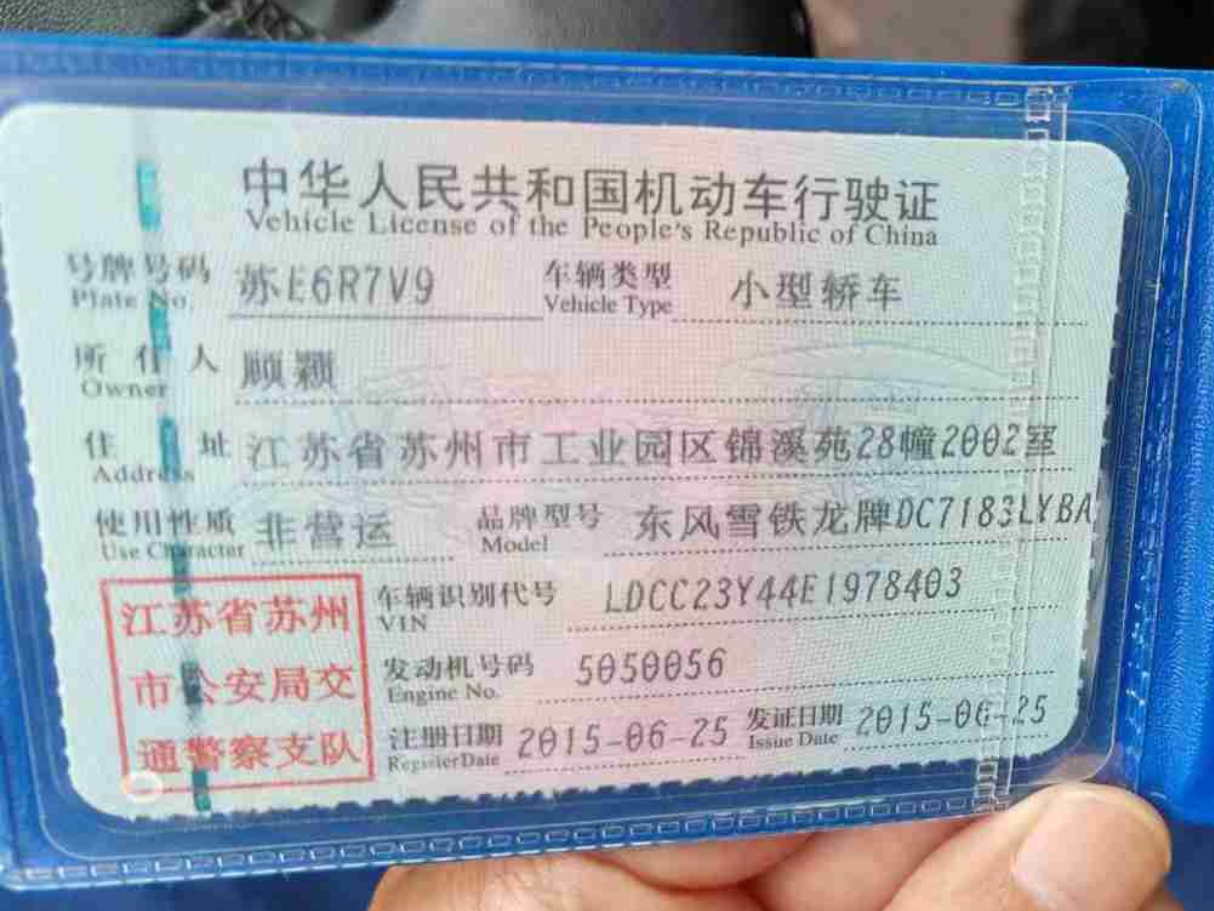 中华人民共和国机动车行驶证
Vehicle License of the People's Republic of China
号牌号码 苏E6R7V9 车辆类型 小型轿车
Plate No. Vehicle Type
所有人 顾颖
Owner
住址 江苏省苏州市工业园区锦溪苑28幢2002室
Address
使用性质 非营运 品牌型号 东风雪铁龙牌DC7183LYBA
Use Character Model
江苏省苏州
市公安局交
通警察支队
车辆识别代号 LDCC23Y44E1978403
VIN
发动机号码 5050056
Engine No.
注册日期 2015-06-25 发证日期 2015-06-25
Register Date Issue Date